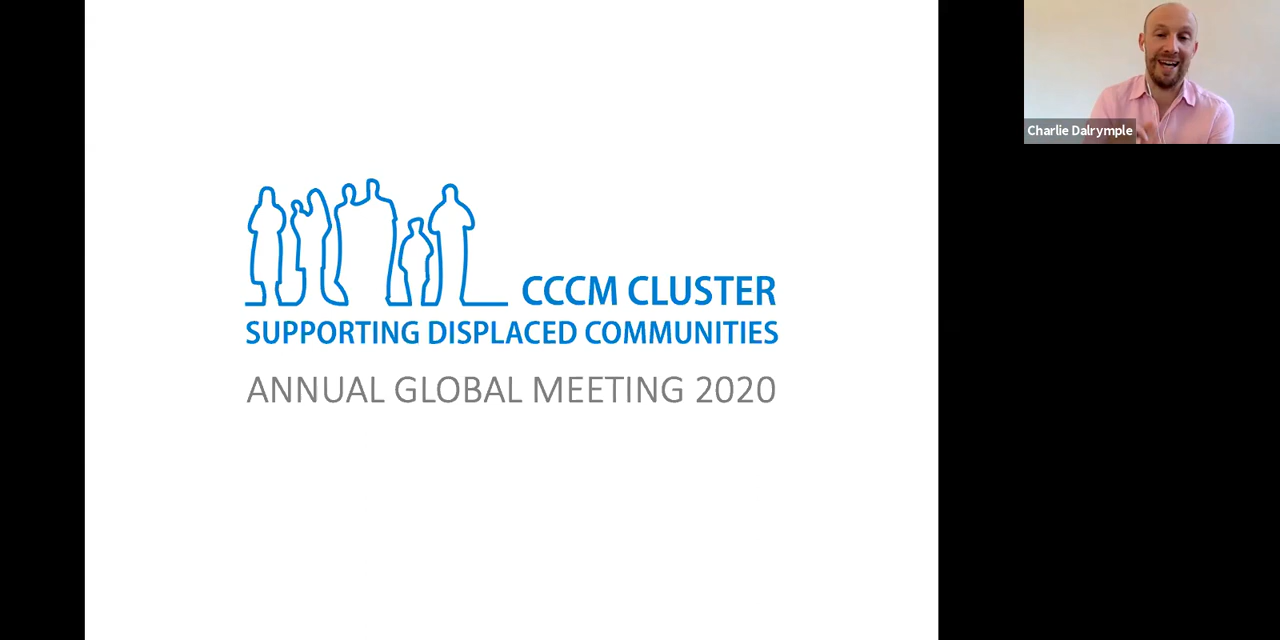 Charlie Dalrymple
CCCM CLUSTER
SUPPORTING DISPLACED COMMUNITIES
ANNUAL GLOBAL MEETING 2020